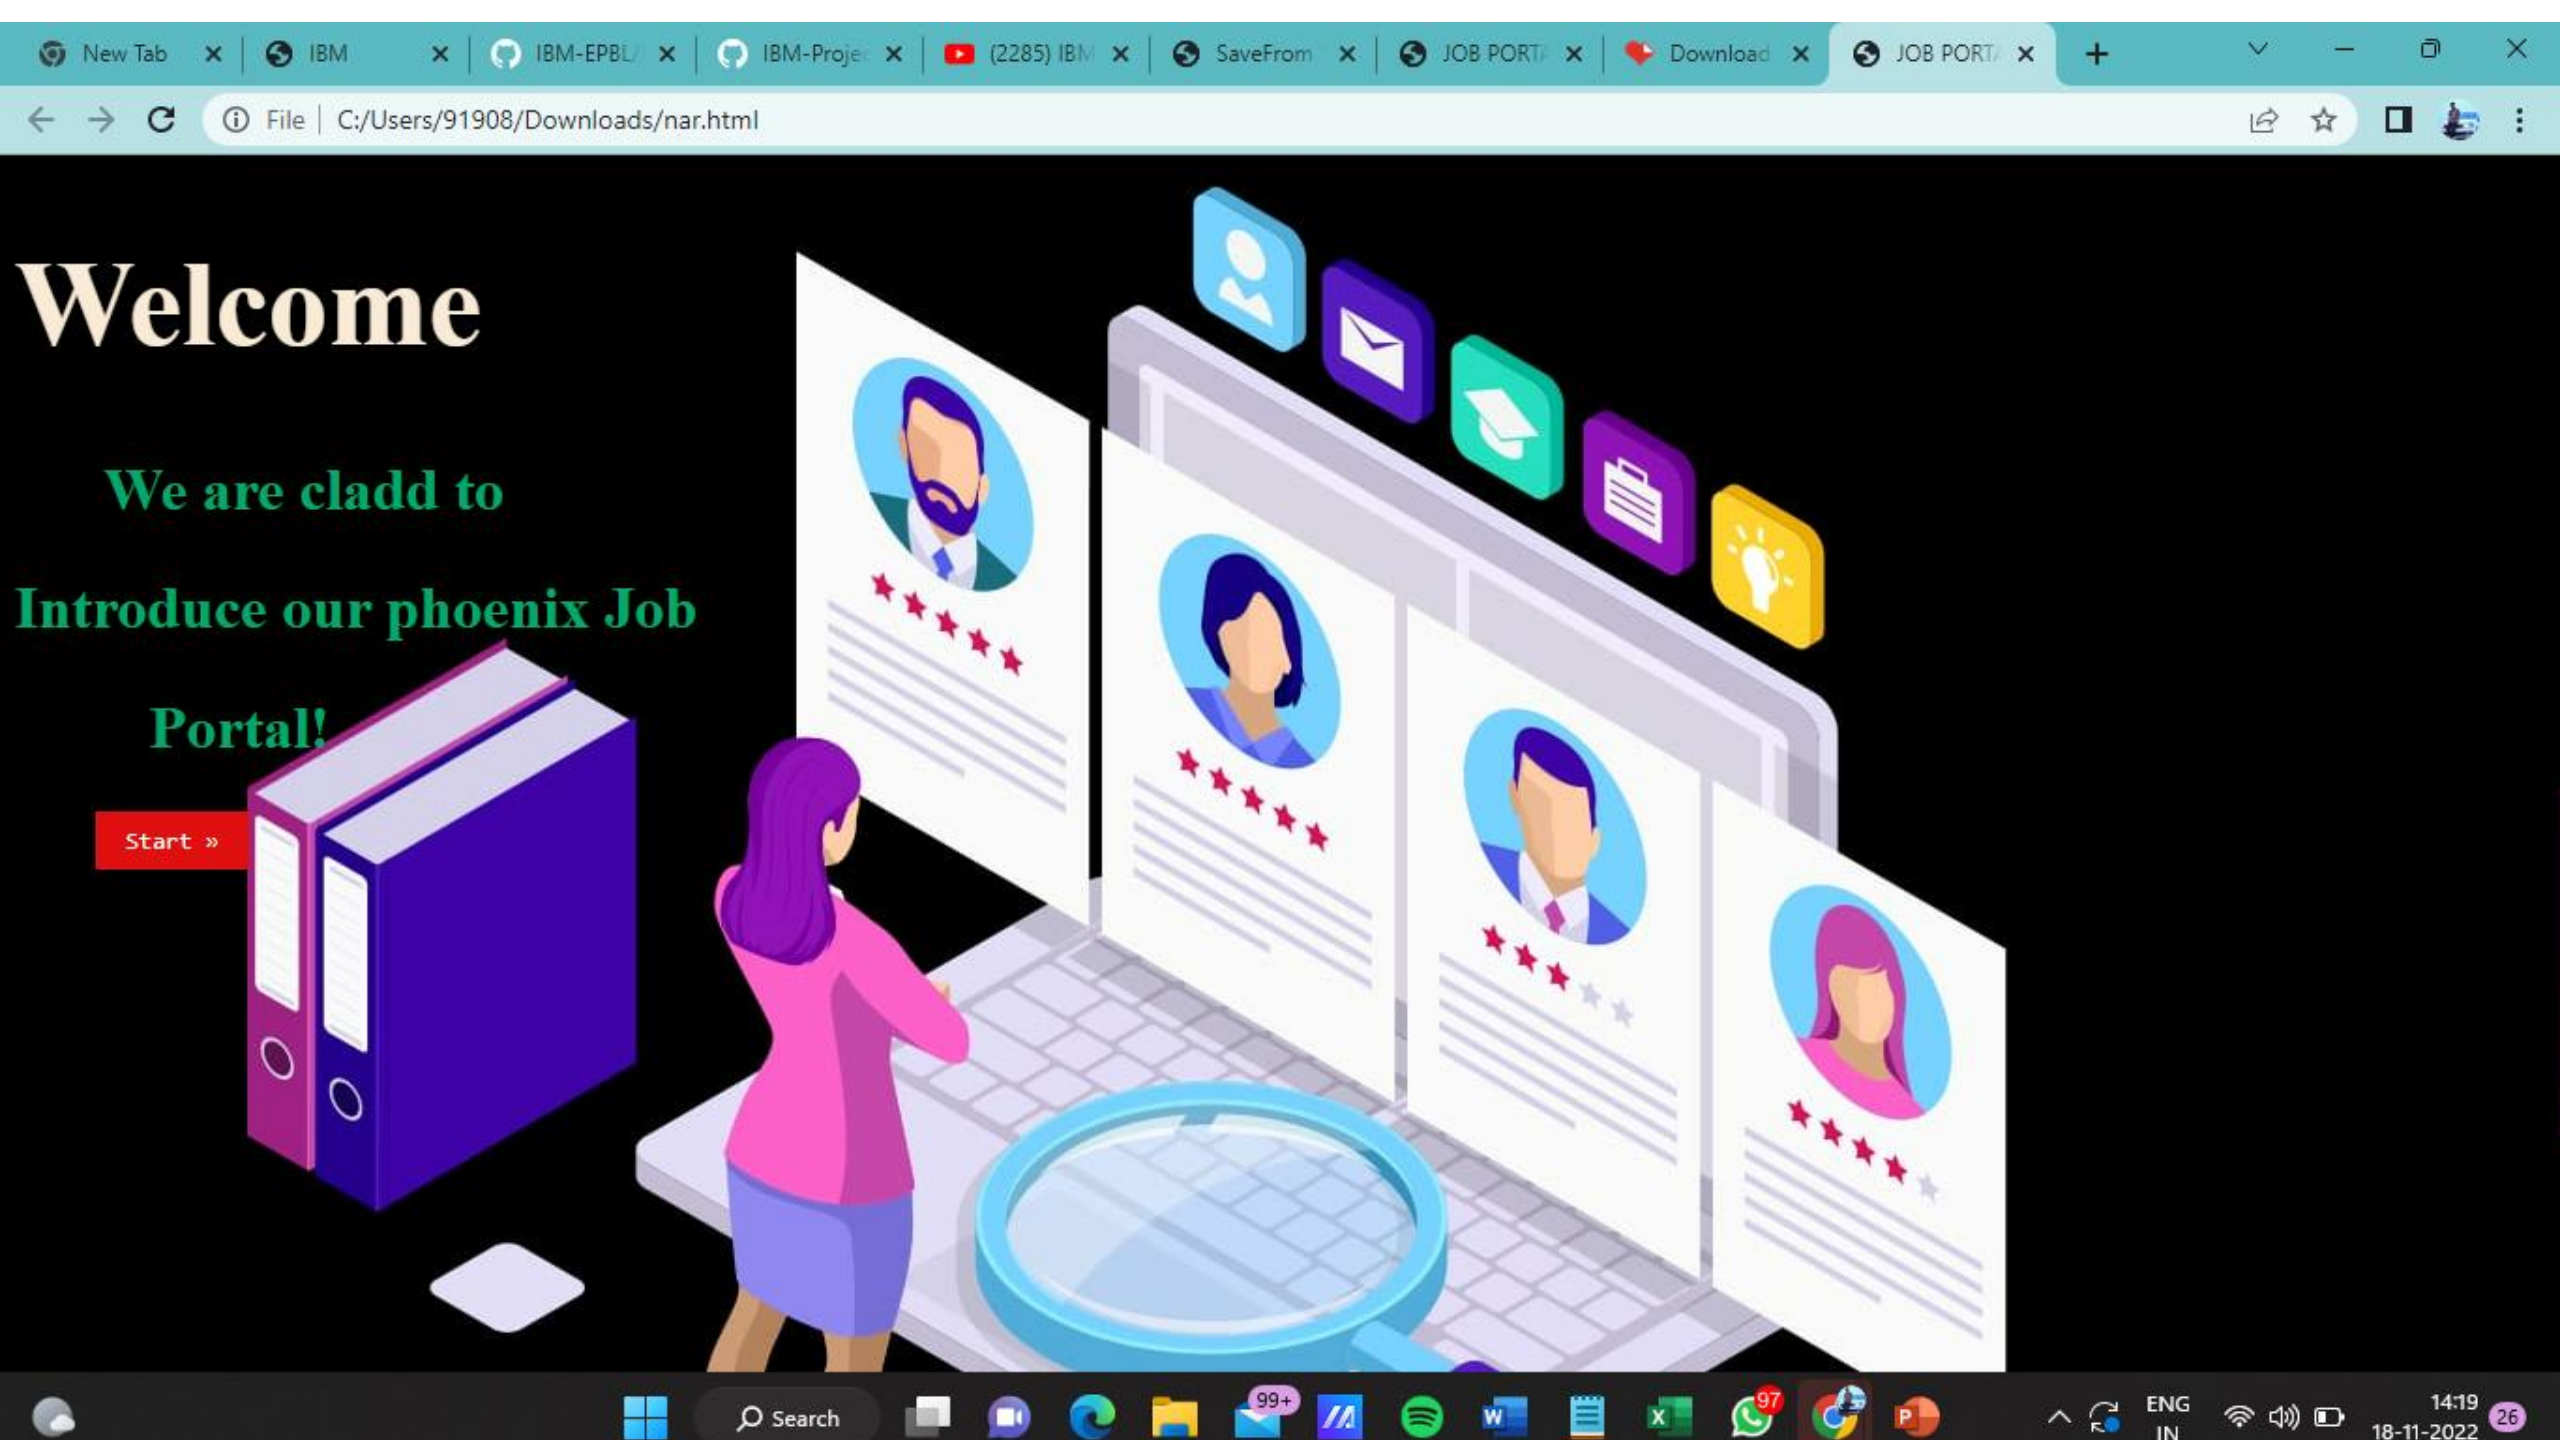 New Tab
IBM
IBM-EPBL/
IBM-Projec
(2285) IBM
SaveFrom
JOB PORTA
Download
JOB PORTA
File
C:/Users/91908/Downloads/nar.html
Welcome
We are cladd to
Introduce our phoenix Job
Portal!
Start »
Search
99+
97
ENG
IN
14:19
18-11-2022
26